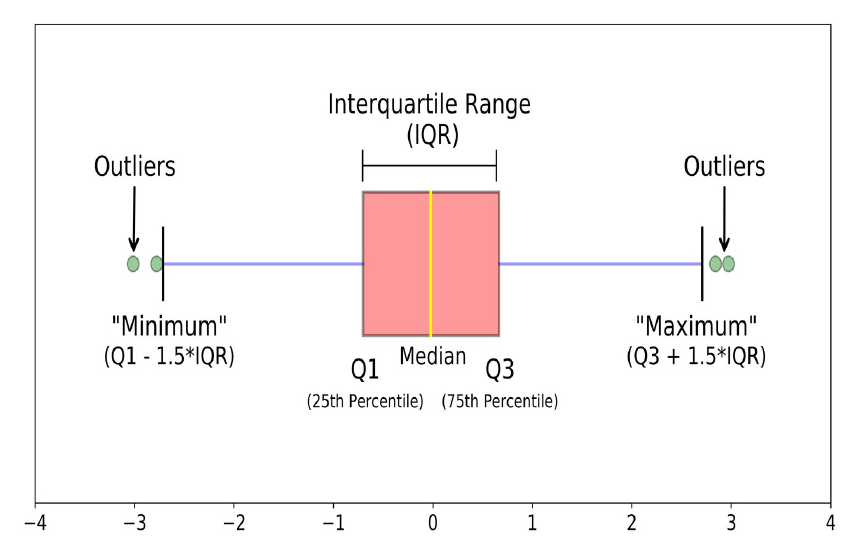 Interquartile Range
(IQR)
Outliers
Outliers
"Minimum"
(Q1 - 1.5*IQR)
"Maximum"
(Q3 + 1.5*IQR)
Median
Q1
Q3
(25th Percentile)
(75th Percentile)
−4
−3
−2
−1
0
1
2
3
4